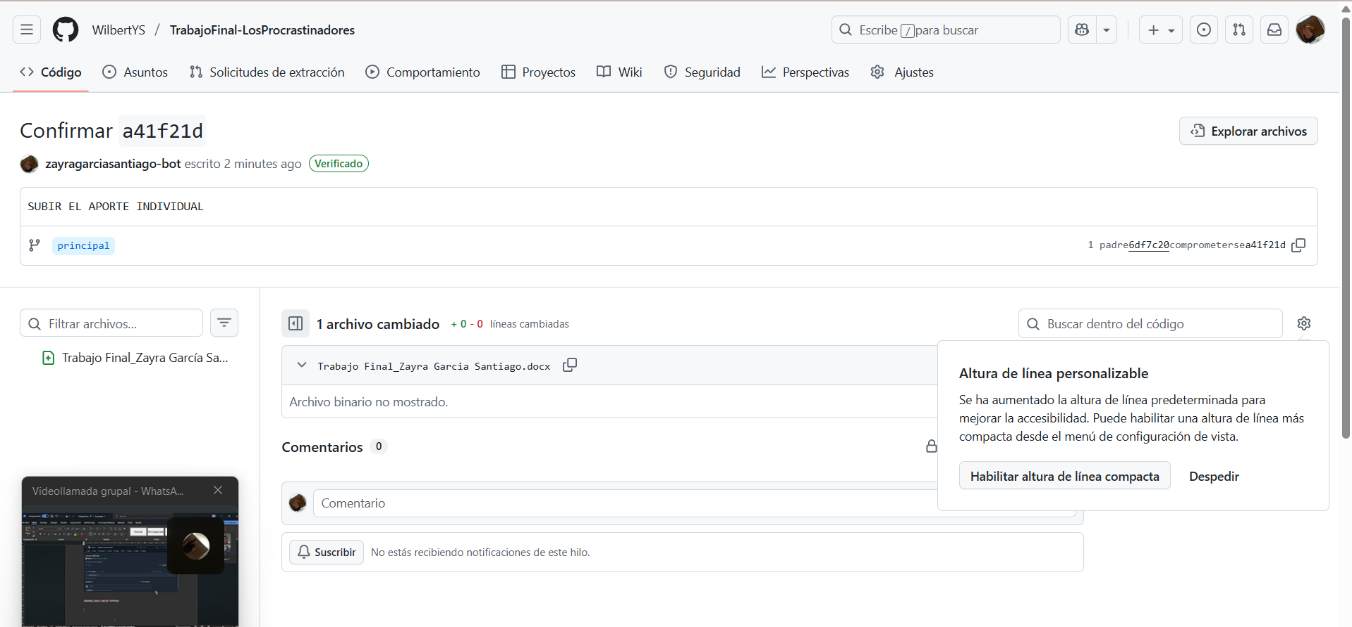 WilbertYS / TrabajoFinal-LosProcrastinadores
Escribe / para buscar
Código Asuntos Solicitudes de extracción Comportamiento Proyectos Wiki Seguridad Perspectivas Ajustes
Confirmar a41f21d
Explorar archivos
zayragarciasantiago-bot escrito 2 minutes ago Verificado
SUBIR EL APORTE INDIVIDUAL
principal
1 padre6df7c20comprometersea41f21d
Filtrar archivos...
Trabajo Final_Zayra García Sa...
1 archivo cambiado +0 -0 líneas cambiadas
Buscar dentro del código
Trabajo Final_Zayra García Santiago.docx
Archivo binario no mostrado.
Altura de línea personalizable
Se ha aumentado la altura de línea predeterminada para
mejorar la accesibilidad. Puede habilitar una altura de línea más
compacta desde el menú de configuración de vista.
Habilitar altura de línea compacta Despedir
Comentarios 0
Comentario
Suscribir No estás recibiendo notificaciones de este hilo.
Videollamada grupal - WhatsA...